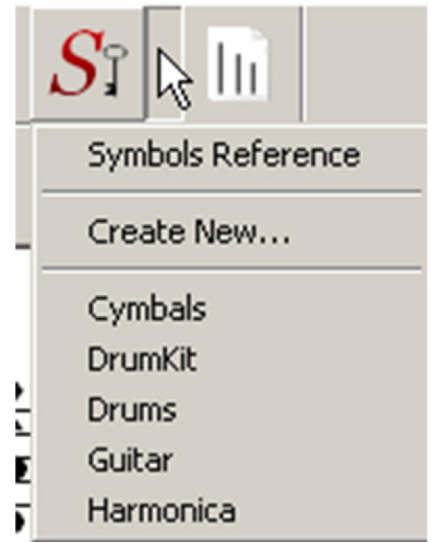 S
Symbols Reference
Create New...
Cymbals
DrumKit
Drums
Guitar
Harmonica